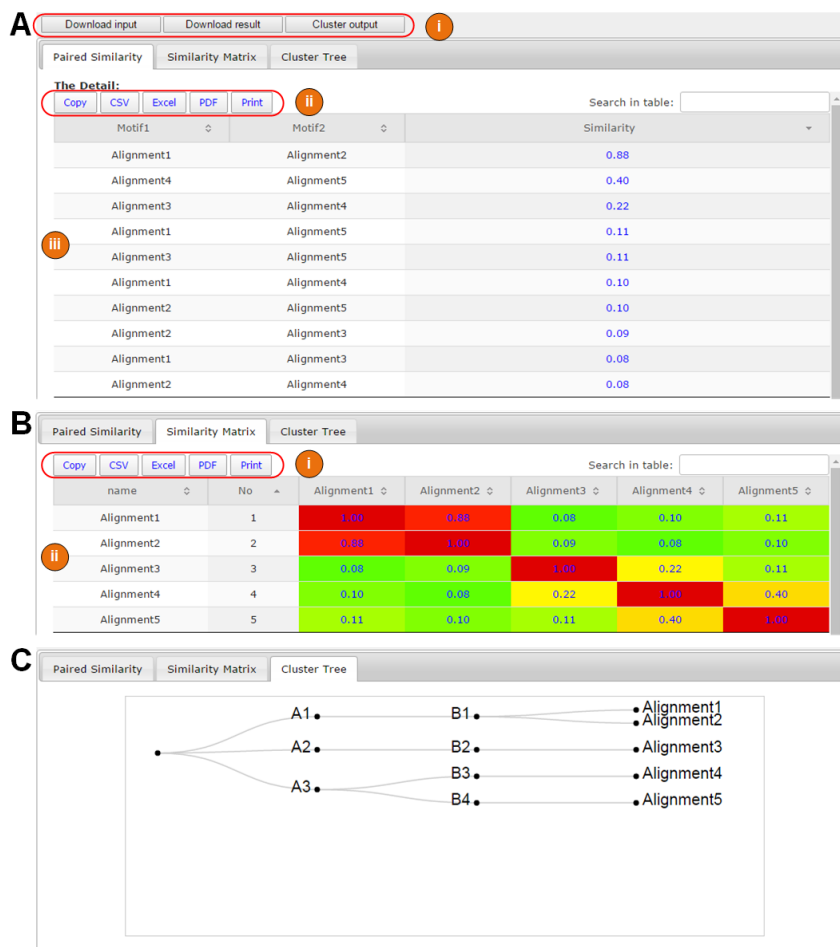 A
Download input Download result Cluster output
i
Paired Similarity Similarity Matrix Cluster Tree
The Detail:
Copy CSV Excel PDF Print
ii
Search in table:
Motif1 Motif2 Similarity
Alignment1 Alignment2 0.88
Alignment4 Alignment5 0.40
Alignment3 Alignment4 0.22
Alignment1 Alignment5 0.11
iii
Alignment3 Alignment5 0.11
Alignment1 Alignment4 0.10
Alignment2 Alignment5 0.10
Alignment2 Alignment3 0.09
Alignment1 Alignment3 0.08
Alignment2 Alignment4 0.08
B
Paired Similarity Similarity Matrix Cluster Tree
Copy CSV Excel PDF Print
i
Search in table:
name No Alignment1 Alignment2 Alignment3 Alignment4 Alignment5
Alignment1 1 1.00 0.88 0.08 0.10 0.11
Alignment2 2 0.88 1.00 0.09 0.08 0.10
ii
Alignment3 3 0.08 0.09 1.00 0.22 0.11
Alignment4 4 0.10 0.08 0.22 1.00 0.40
Alignment5 5 0.11 0.10 0.11 0.40 1.00
C
Paired Similarity Similarity Matrix Cluster Tree
A1 B1 Alignment1
Alignment2
A2 B2 Alignment3
B3 Alignment4
A3
B4 Alignment5